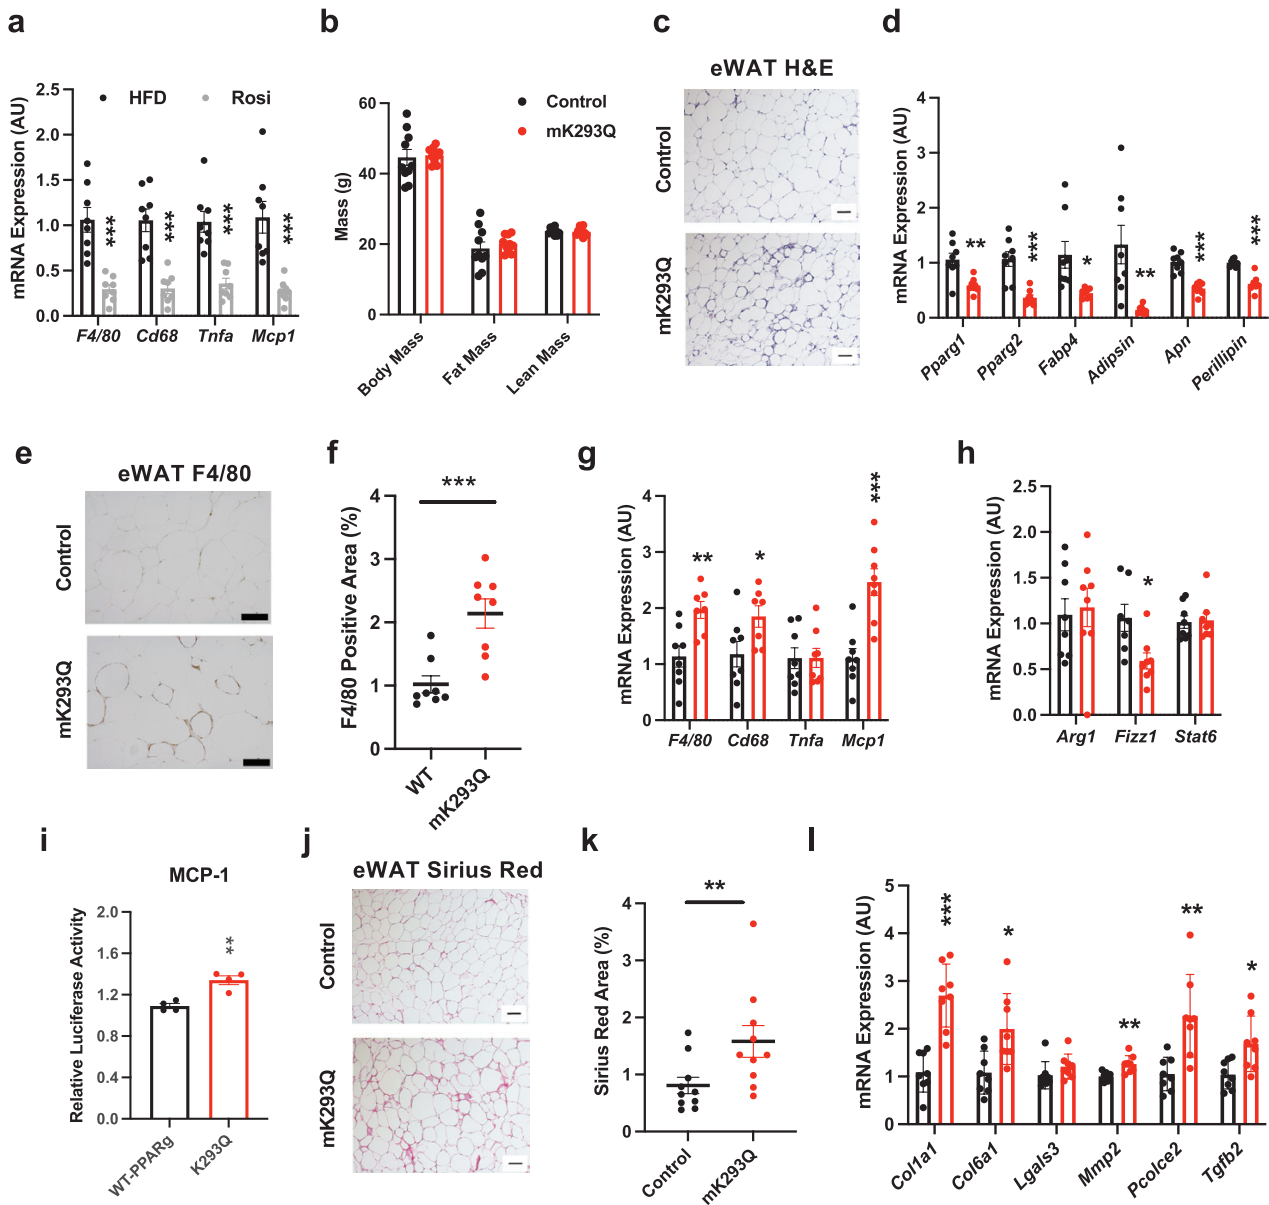 a
mRNA Expression (AU)
2.5
2.0
1.5
1.0
0.5
0.0
HFD
Rosi
***
***
***
***
F4/80
Cd68
Tnfa
Mcp1
b
Mass (g)
60
40
20
0
Control
mK293Q
Body Mass
Fat Mass
Lean Mass
c
eWAT H&E
Control
mK293Q
d
mRNA Expression (AU)
4
3
2
1
0
**
***
*
**
***
***
Pparg1
Pparg2
Fabp4
Adipsin
Apn
Perillipin
e
eWAT F4/80
Control
mK293Q
f
F4/80 Positive Area (%)
4
3
2
1
0
***
WT
mK293Q
g
mRNA Expression (AU)
4
3
2
1
0
**
*
***
F4/80
Cd68
Tnfa
Mcp1
h
mRNA Expression (AU)
2.5
2.0
1.5
1.0
0.5
0.0
*
Arg1
Fizz1
Stat6
i
MCP-1
Relative Luciferase Activity
2.0
1.6
1.2
0.8
0.4
0.0
**
WT-PPARg
K293Q
j
eWAT Sirius Red
Control
mK293Q
k
Sirius Red Area (%)
4
3
2
1
0
**
Control
mK293Q
l
mRNA Expression (AU)
5
4
3
2
1
0
***
*
**
**
*
Col1a1
Col6a1
Lgals3
Mmp2
Pcolce2
Tgfb2